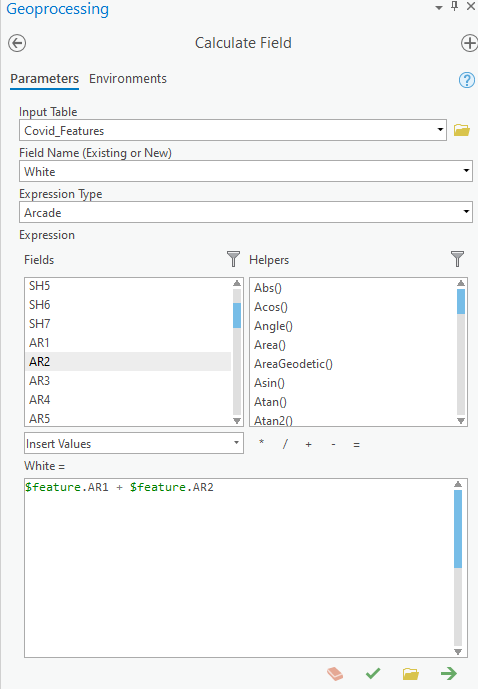 Geoprocessing
Calculate Field
Parameters Environments
?
Input Table
Covid_Features
Field Name (Existing or New)
White
Expression Type
Arcade
Expression
Fields
SH5
SH6
SH7
AR1
AR2
AR3
AR4
AR5
Helpers
Abs()
Acos()
Angle()
Area()
AreaGeodetic()
Asin()
Atan()
Atan2()
Insert Values
* / + - =
White =
$feature.AR1 + $feature.AR2